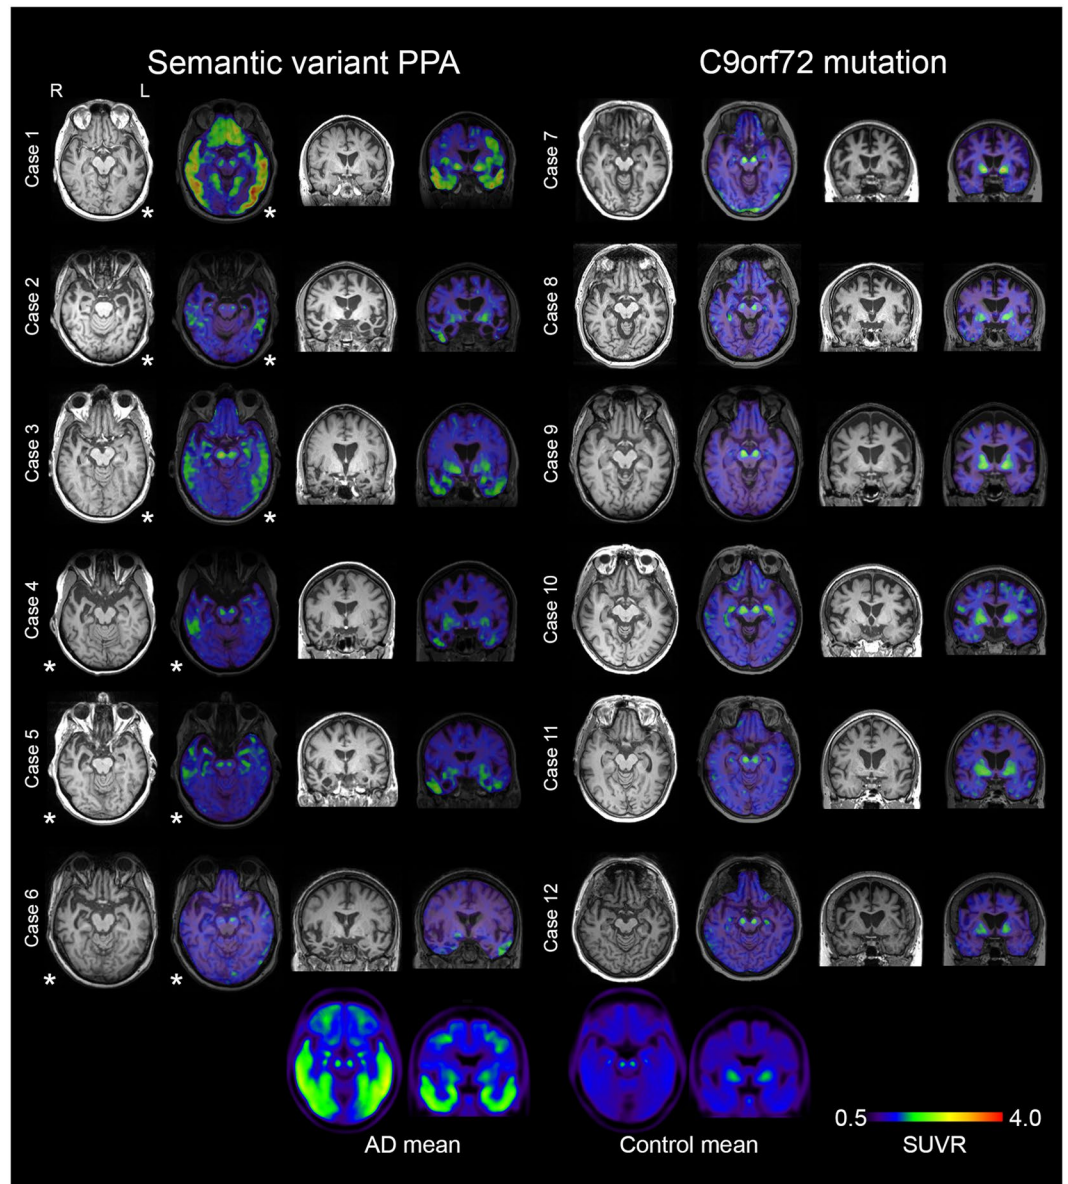 Semantic variant PPA
C9orf72 mutation
R
L
Case 1
*
*
Case 7
Case 2
*
*
Case 8
Case 3
*
*
Case 9
Case 4
*
*
Case 10
Case 5
*
*
Case 11
Case 6
*
*
Case 12
AD mean
Control mean
0.5
4.0
SUVR